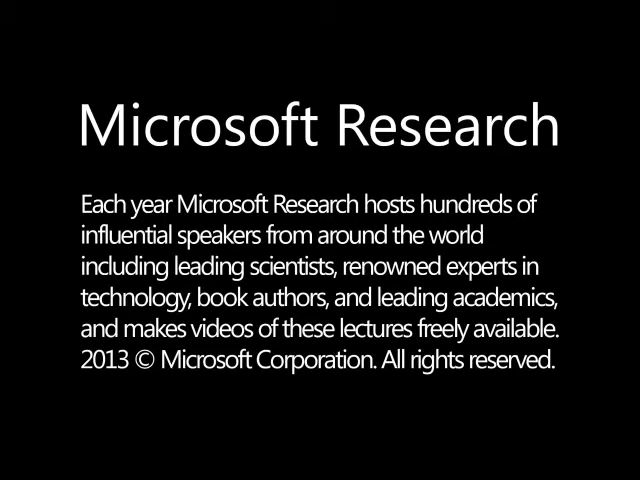 Microsoft Research
Each year Microsoft Research hosts hundreds of
influential speakers from around the world
including leading scientists, renowned experts in
technology, book authors, and leading academics,
and makes videos of these lectures freely available.
2013 © Microsoft Corporation. All rights reserved.